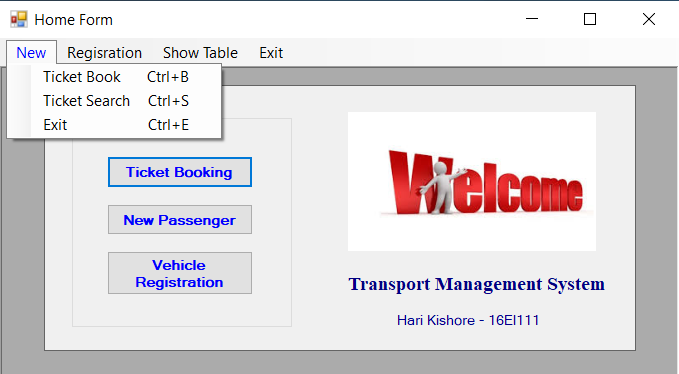 Home Form
New Regisration Show Table Exit
Ticket Book Ctrl+B
Ticket Search Ctrl+S
Exit Ctrl+E
Ticket Booking
New Passenger
Vehicle
Registration
Welcome
Transport Management System
Hari Kishore - 16EI111